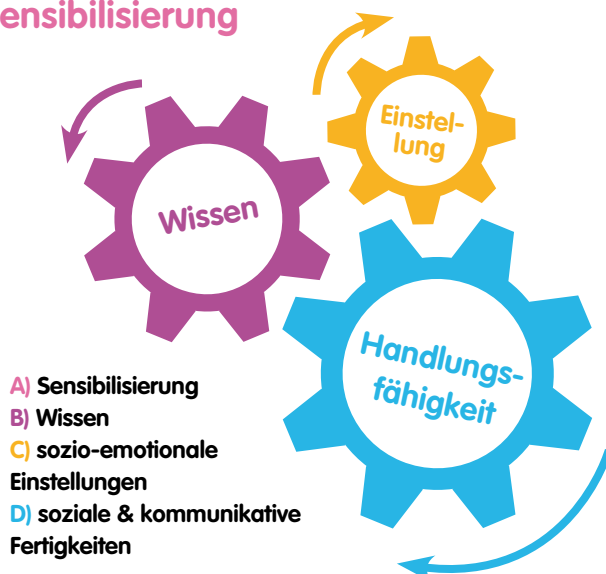 ensibilisierung
Einstel-
lung
Wissen
Handlungs-
fähigkeit
A) Sensibilisierung
B) Wissen
C) sozio-emotionale
Einstellungen
D) soziale & kommunikative
Fertigkeiten